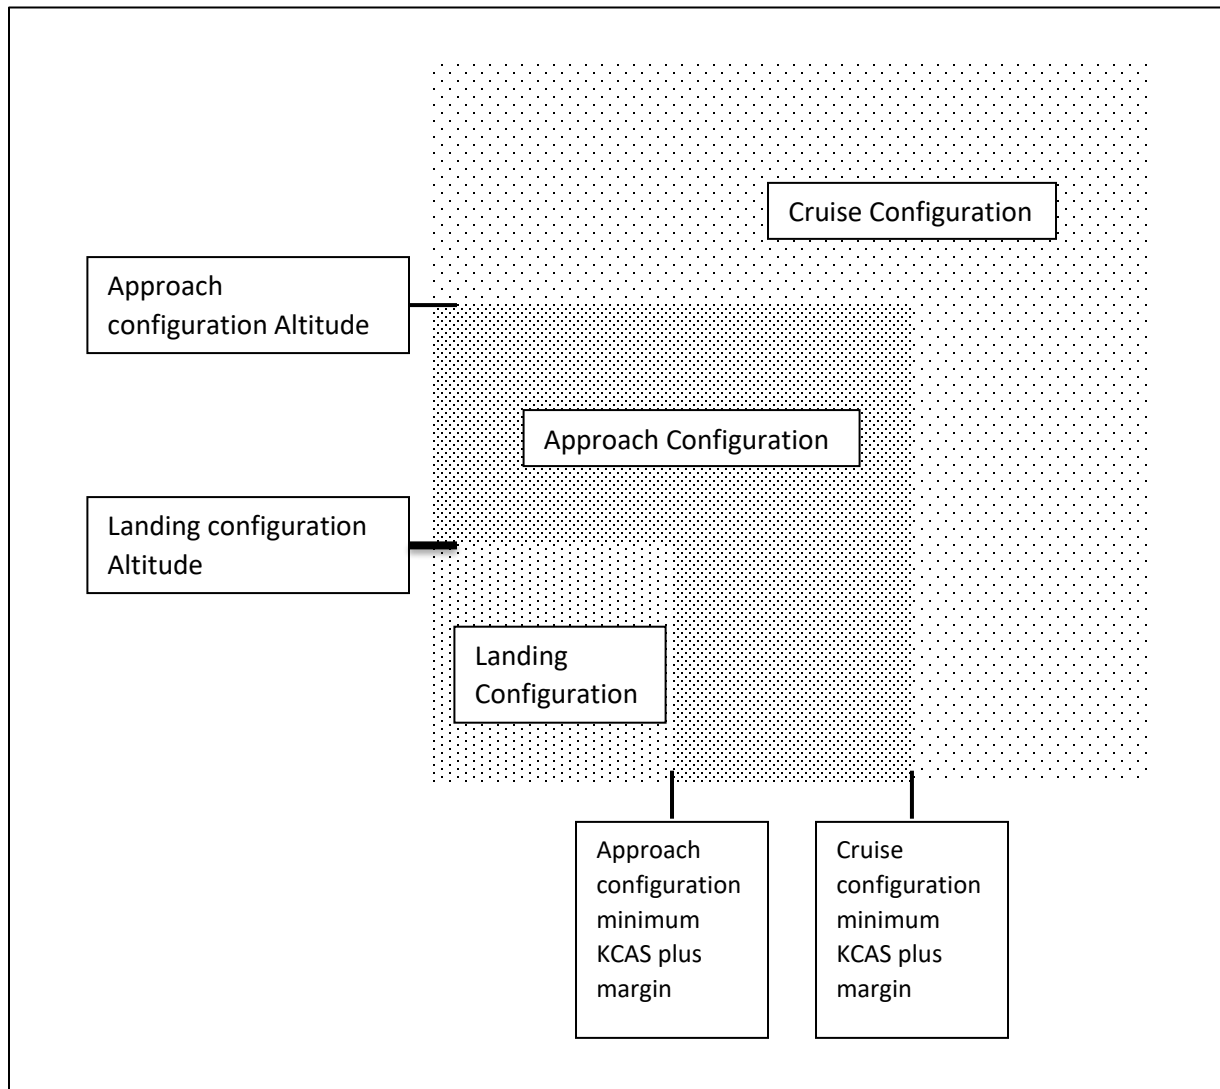 Cruise Configuration
Approach
configuration Altitude
Approach Configuration
Landing configuration
Altitude
Landing
Configuration
Approach
configuration
minimum
KCAS plus
margin
Cruise
configuration
minimum
KCAS plus
margin